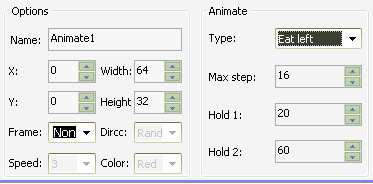 Options
Name: Animate1
X: 0 Width: 64
Y: 0 Height 32
Frame: Non Dircc: Rand
Speed: 3 Color: Red
Animate
Type: Eat left
Max step: 16
Hold 1: 20
Hold 2: 60